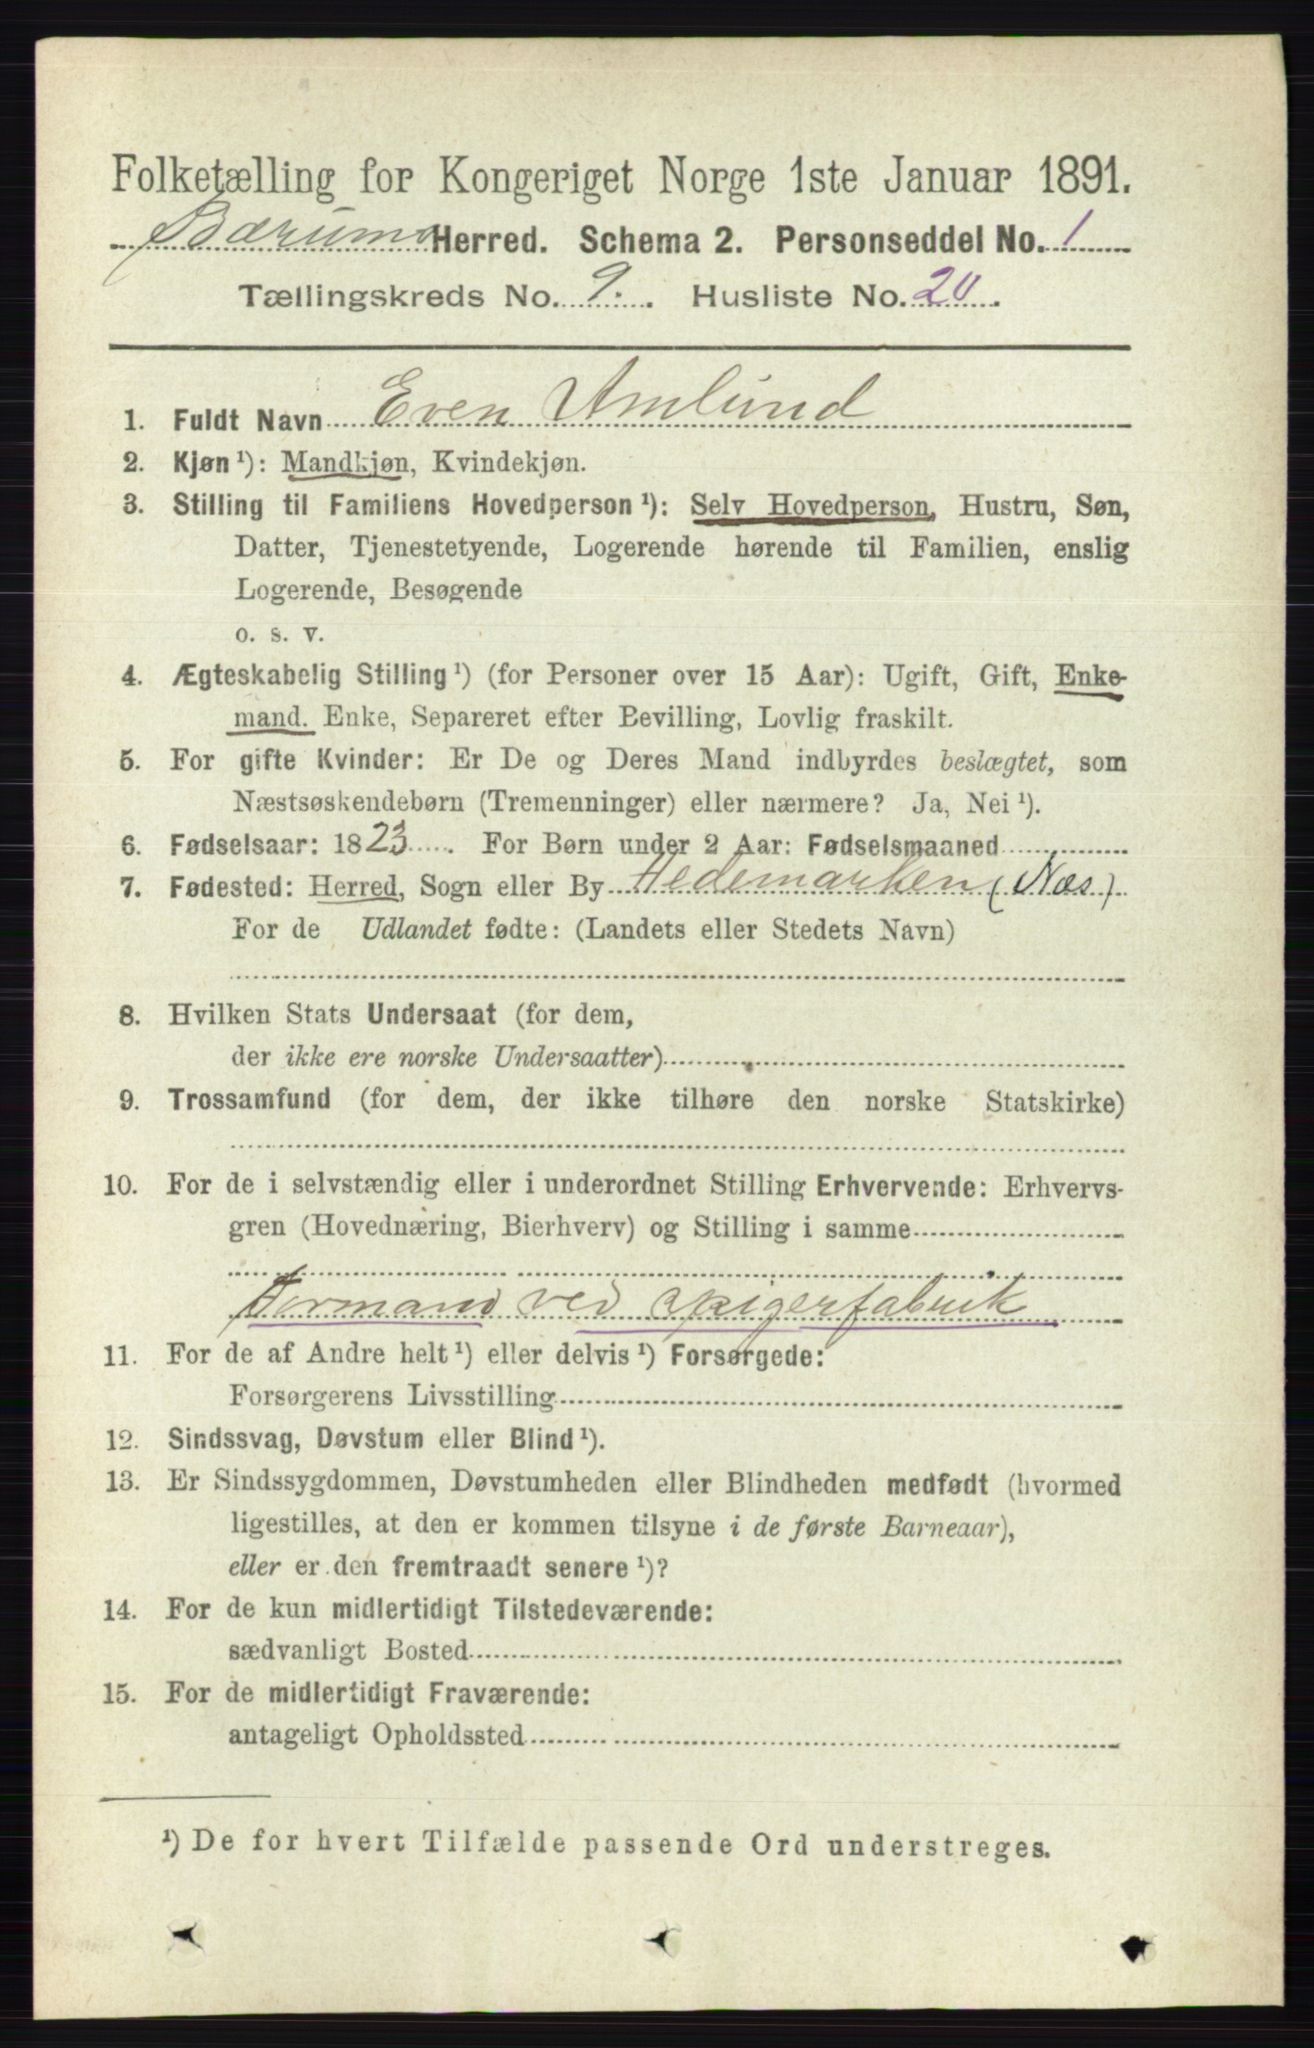 Folketælling for Kongeriget Norge 1ste Januar 1891.
Bærums Herred. Schema 2. Personseddel No. 1
Tællingskreds No. 9. Husliste No. 20.
1. Fuldt Navn Even Amlund
2. Kjøn ¹): Mandkjøn, Kvindekjøn.
3. Stilling til Familiens Hovedperson ¹): Selv Hovedperson, Hustru, Søn,
Datter, Tjenestetyende, Logerende hørende til Familien, enslig
Logerende, Besøgende
o. s. v.
4. Ægteskabelig Stilling ¹) (for Personer over 15 Aar): Ugift, Gift, Enke-
mand. Enke, Separeret efter Bevilling, Lovlig fraskilt.
5. For gifte Kvinder: Er De og Deres Mand indbyrdes beslægtet, som
Næstsøskendebørn (Tremenninger) eller nærmere? Ja, Nei ¹).
6. Fødselsaar: 1823. For Børn under 2 Aar: Fødselsmaaned
7. Fødested: Herred, Sogn eller By Hedemarken (Næs)
For de Udlandet fødte: (Landets eller Stedets Navn)
8. Hvilken Stats Undersaat (for dem,
der ikke ere norske Undersaatter)
9. Trossamfund (for dem, der ikke tilhøre den norske Statskirke)
10. For de i selvstændig eller i underordnet Stilling Erhvervende: Erhvervs-
gren (Hovednæring, Bierhverv) og Stilling i samme
Formand ved spigerfabrik
11. For de af Andre helt ¹) eller delvis ¹) Forsørgede:
Forsørgerens Livsstilling
12. Sindssvag, Døvstum eller Blind ¹).
13. Er Sindssygdommen, Døvstumheden eller Blindheden medfødt (hvormed
ligestilles, at den er kommen tilsyne i de første Barneaar),
eller er den fremtraadt senere ¹)?
14. For de kun midlertidigt Tilstedeværende:
sædvanligt Bosted
15. For de midlertidigt Fraværende:
antageligt Opholdssted
¹) De for hvert Tilfælde passende Ord understreges.